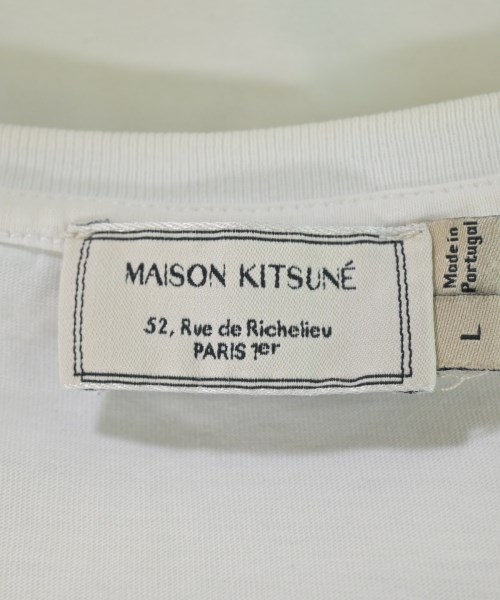 MAISON KITSUNÉ
52, Rue de Richelieu
PARIS 1er
Made in
Portugal
L